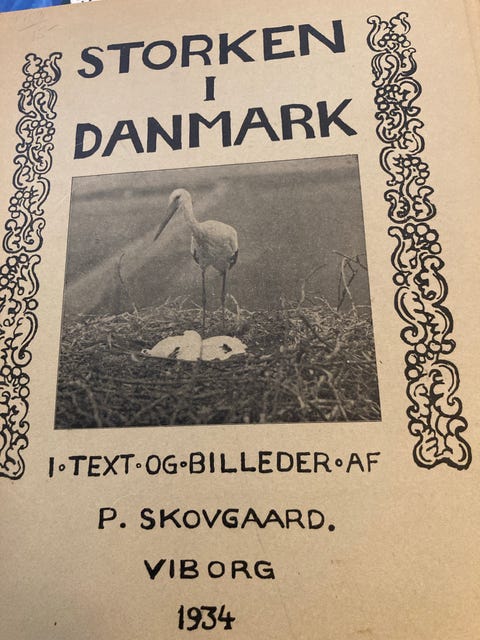 STORKEN
I
DANMARK
I·TEXT·OG·BILLEDER·AF
P. SKOVGAARD.
VIBORG
1934